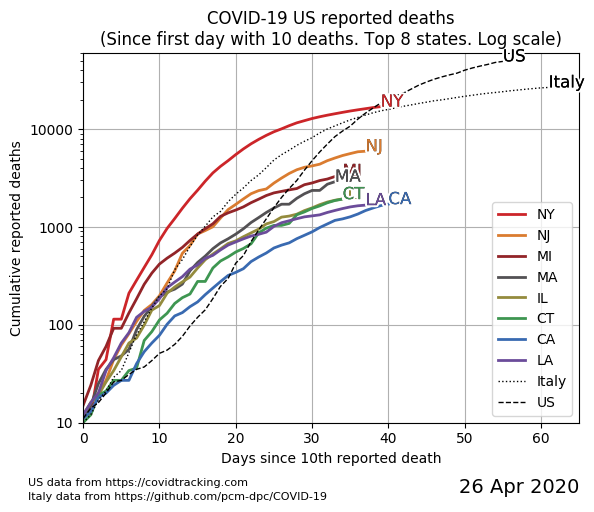 COVID-19 US reported deaths
(Since first day with 10 deaths. Top 8 states. Log scale)
US
Italy
NY
NJ
MI
MA
CT
LA
CA
10000
1000
100
10
Cumulative reported deaths
NY
NJ
MI
MA
IL
CT
CA
LA
Italy
US
0 10 20 30 40 50 60
Days since 10th reported death
US data from https://covidtracking.com
Italy data from https://github.com/pcm-dpc/COVID-19
26 Apr 2020